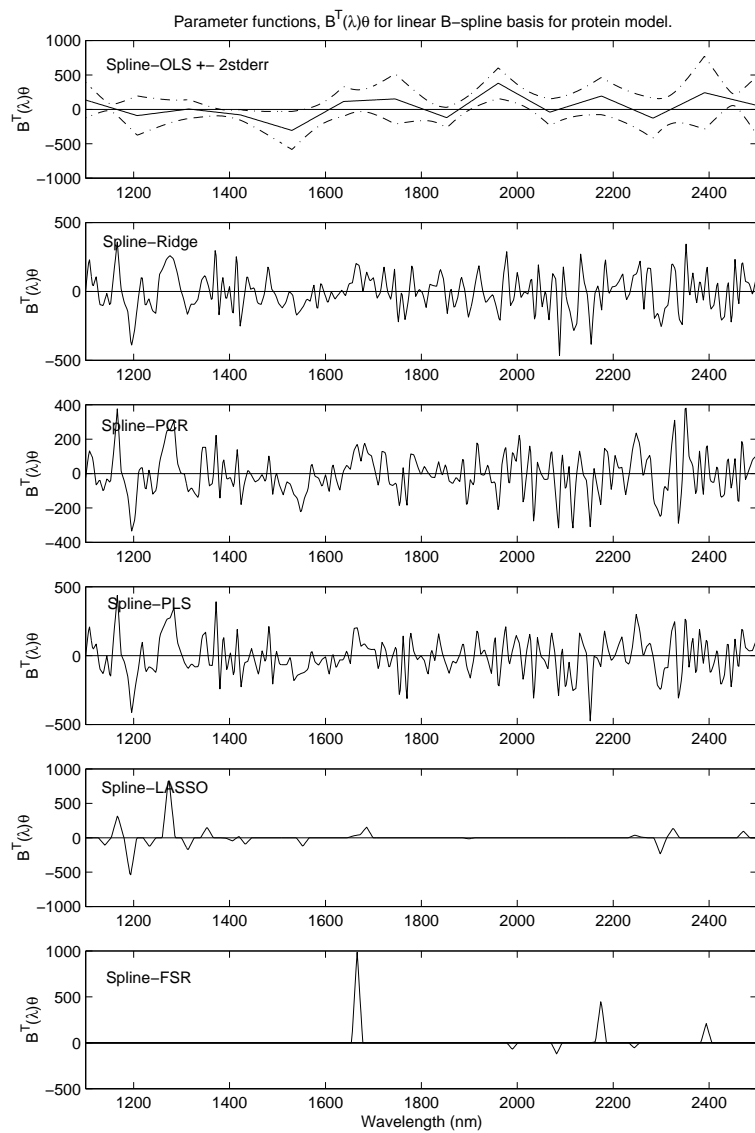 Parameter functions, B^T(λ)θ for linear B−spline basis for protein model.
1000
500
0
−500
−1000
B^T(λ)θ
Spline−OLS +− 2stderr
1200 1400 1600 1800 2000 2200 2400
500
0
−500
B^T(λ)θ
Spline−Ridge
1200 1400 1600 1800 2000 2200 2400
400
200
0
−200
−400
B^T(λ)θ
Spline−PCR
1200 1400 1600 1800 2000 2200 2400
500
0
−500
B^T(λ)θ
Spline−PLS
1200 1400 1600 1800 2000 2200 2400
1000
500
0
−500
−1000
B^T(λ)θ
Spline−LASSO
1200 1400 1600 1800 2000 2200 2400
1000
500
0
−500
B^T(λ)θ
Spline−FSR
1200 1400 1600 1800 2000 2200 2400
Wavelength (nm)